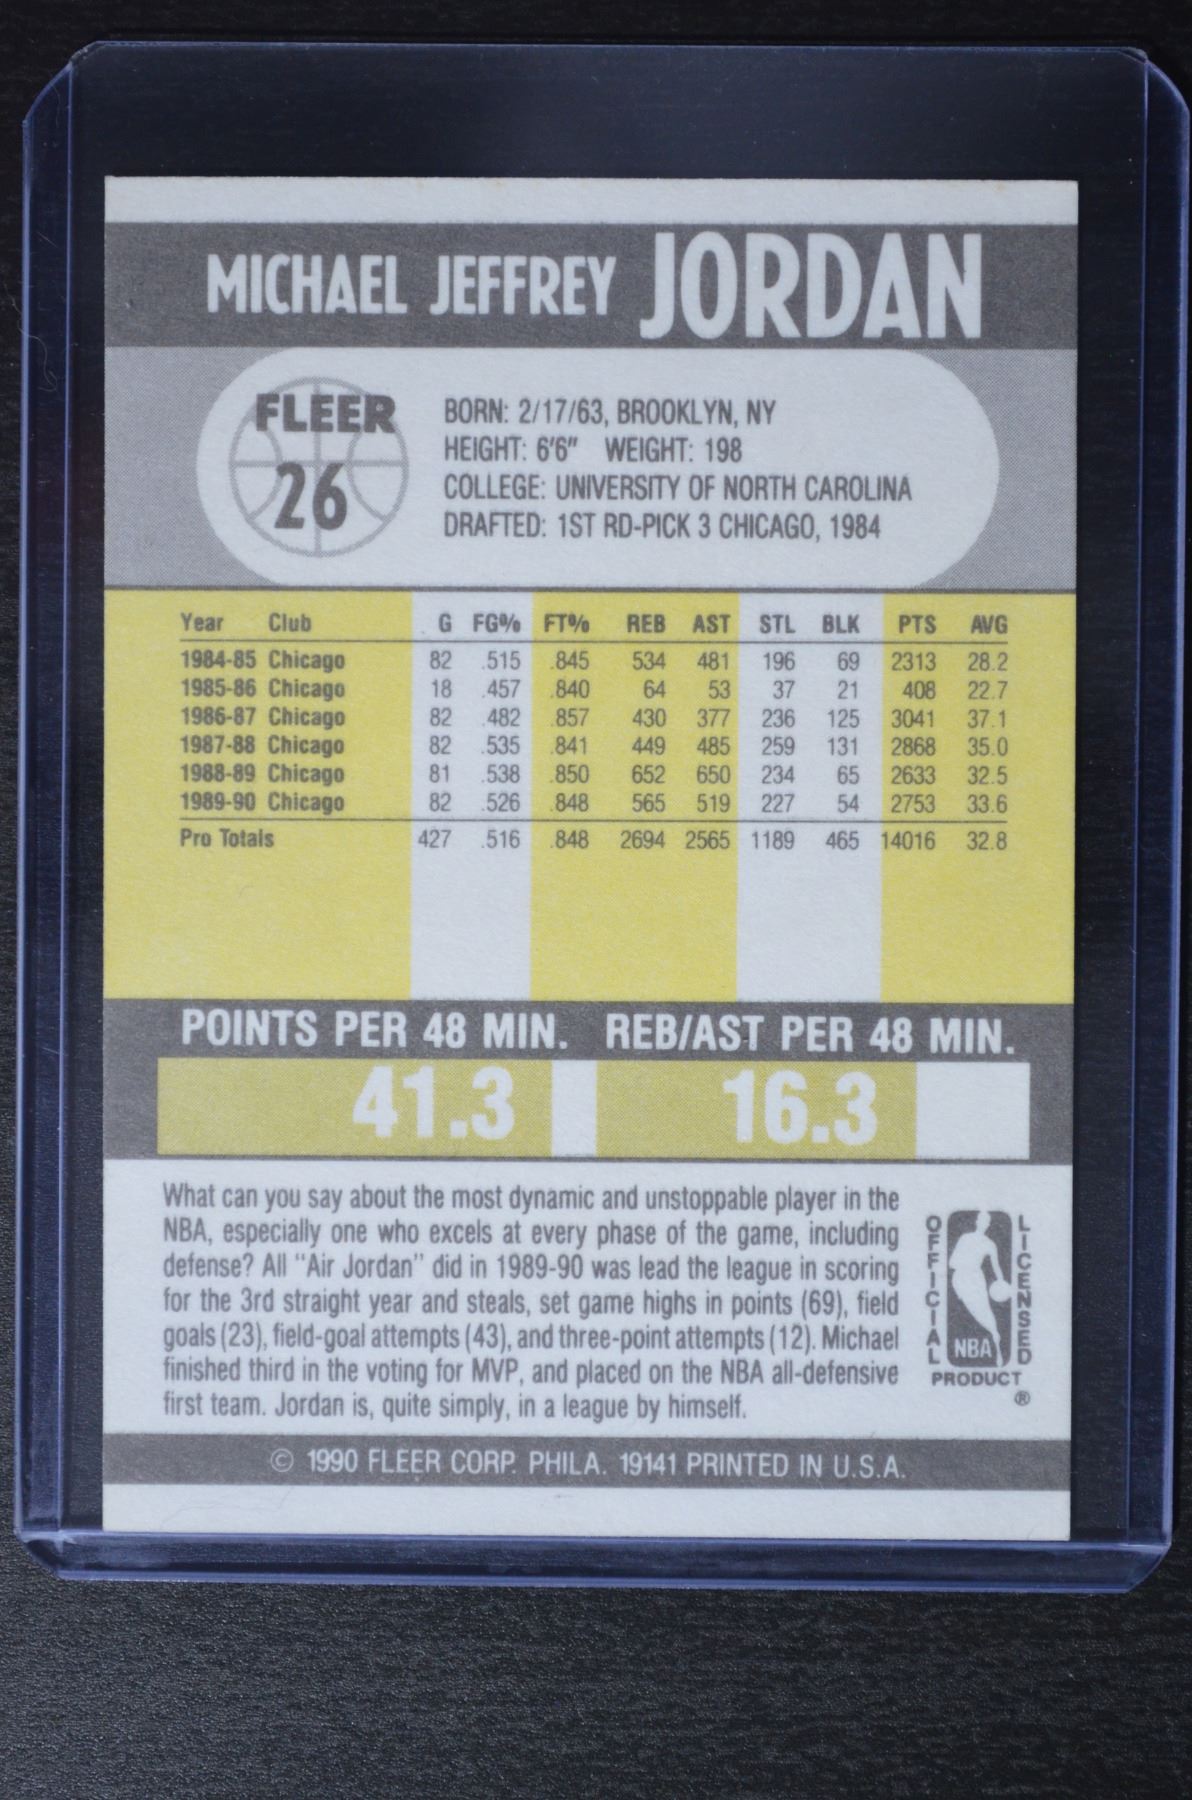 MICHAEL JEFFREY JORDAN
FLEER
26
BORN: 2/17/63, BROOKLYN, NY
HEIGHT: 6'6" WEIGHT: 198
COLLEGE: UNIVERSITY OF NORTH CAROLINA
DRAFTED: 1ST RD-PICK 3 CHICAGO, 1984
Year Club G FG% FT% REB AST STL BLK PTS AVG
1984-85 Chicago 82 .515 .845 534 481 196 69 2313 28.2
1985-86 Chicago 18 .457 .840 64 53 37 21 408 22.7
1986-87 Chicago 82 .482 .857 430 377 236 125 3041 37.1
1987-88 Chicago 82 .535 .841 449 485 259 131 2868 35.0
1988-89 Chicago 81 .538 .850 652 650 234 65 2633 32.5
1989-90 Chicago 82 .526 .848 565 519 227 54 2753 33.6
Pro Totals 427 .516 .848 2694 2565 1189 465 14016 32.8
POINTS PER 48 MIN. REB/AST PER 48 MIN.
41.3 16.3
What can you say about the most dynamic and unstoppable player in the
NBA, especially one who excels at every phase of the game, including
defense? All "Air Jordan" did in 1989-90 was lead the league in scoring
for the 3rd straight year and steals, set game highs in points (69), field
goals (23), field-goal attempts (43), and three-point attempts (12). Michael
finished third in the voting for MVP, and placed on the NBA all-defensive
first team. Jordan is, quite simply, in a league by himself.
OFFICIAL
LICENSED
NBA
PRODUCT
®
© 1990 FLEER CORP. PHILA. 19141 PRINTED IN U.S.A.